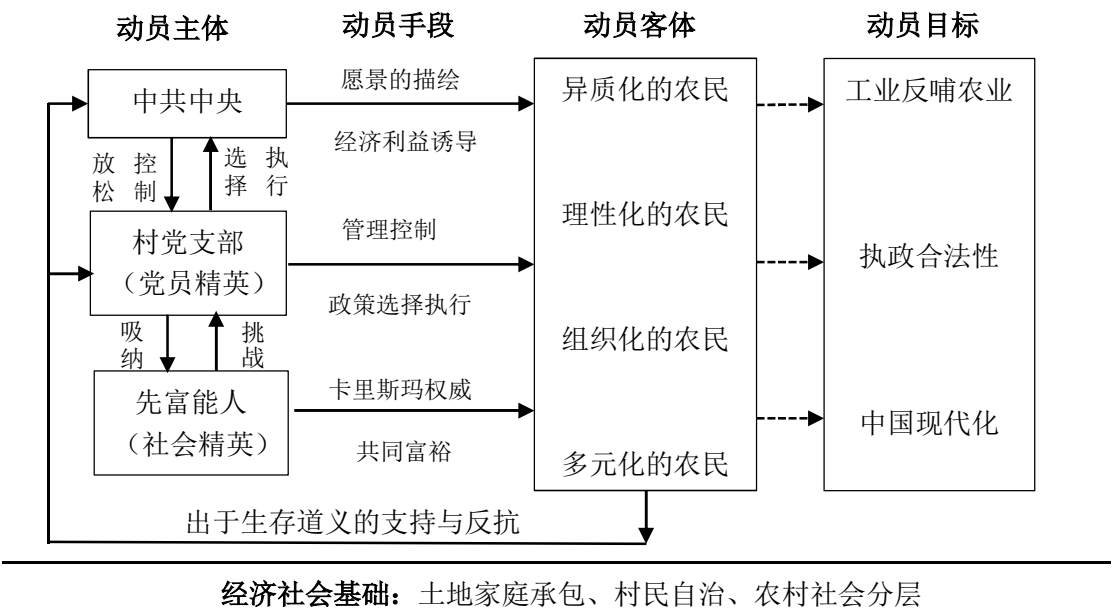 动员主体 动员手段 动员客体 动员目标
中共中央
愿景的描绘
经济利益诱导
异质化的农民
工业反哺农业
放松 控制 选择 执行
村党支部
（党员精英）
管理控制
政策选择执行
理性化的农民
执政合法性
组织化的农民
吸纳 挑战
先富能人
（社会精英）
卡里斯玛权威
共同富裕
多元化的农民
中国现代化
出于生存道义的支持与反抗
经济社会基础：土地家庭承包、村民自治、农村社会分层